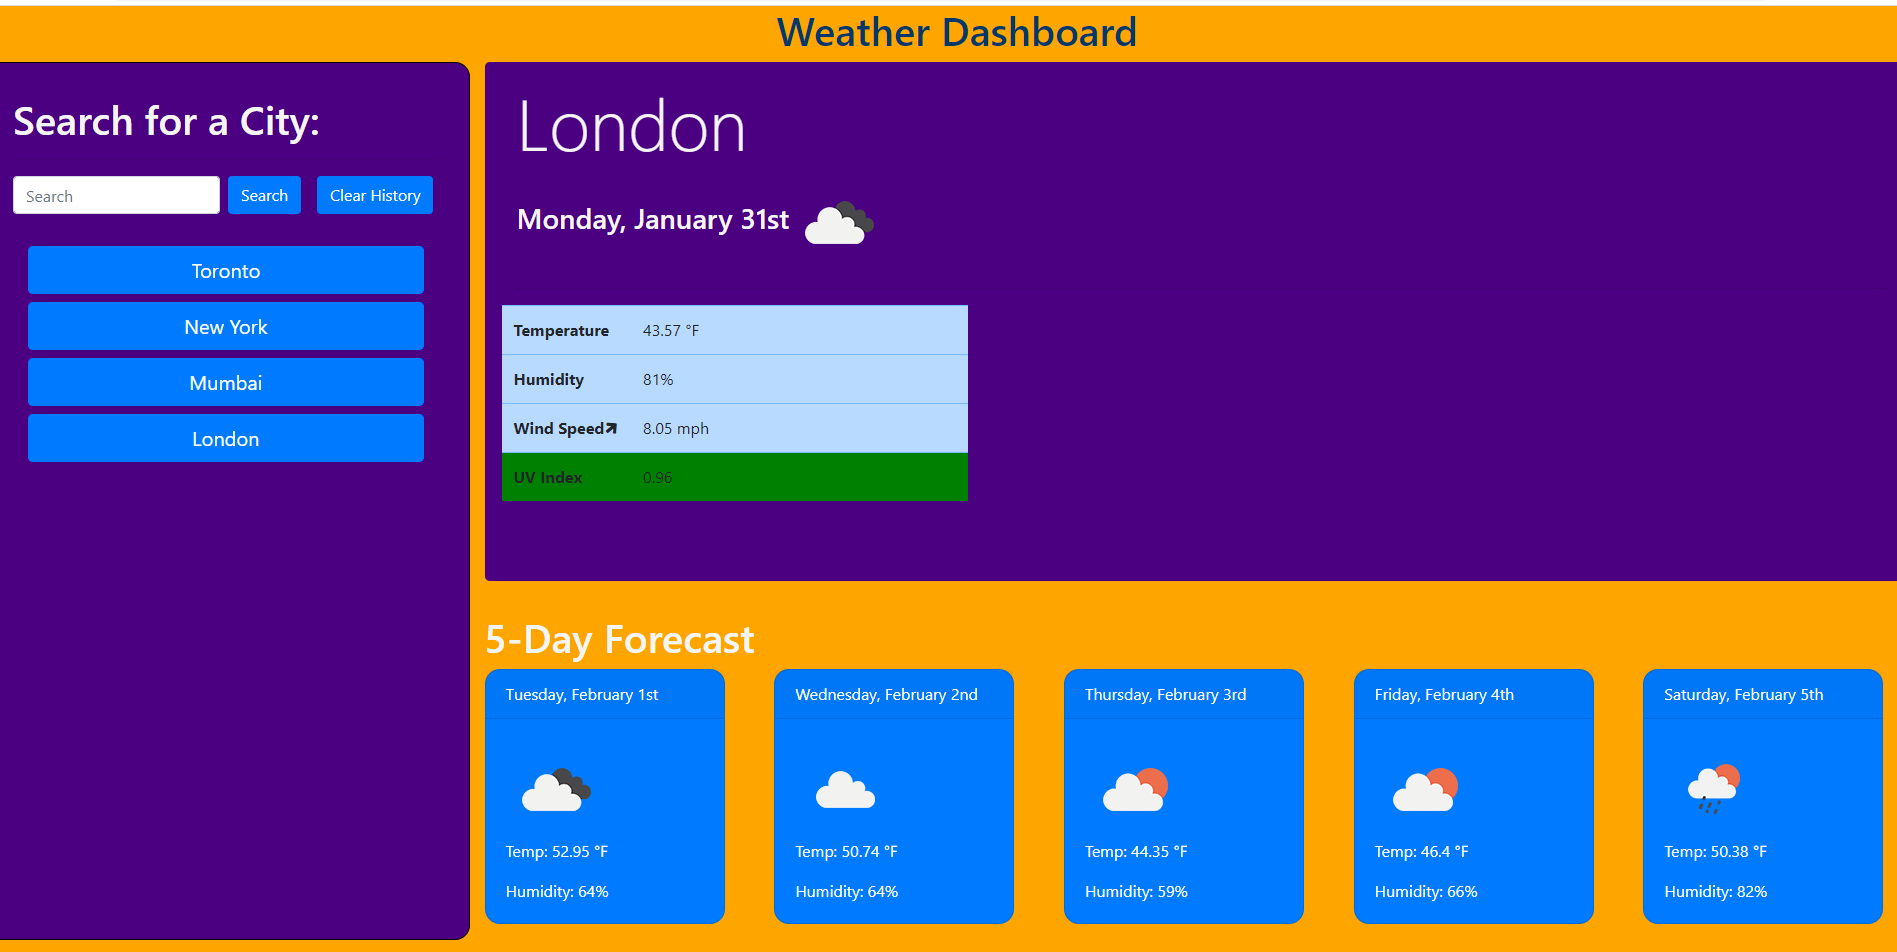 Weather Dashboard
Search for a City:
Search
Search
Clear History
Toronto
New York
Mumbai
London
London
Monday, January 31st
Temperature 43.57 °F
Humidity 81%
Wind Speed 8.05 mph
UV Index 0.96
5-Day Forecast
Tuesday, February 1st
Temp: 52.95 °F
Humidity: 64%
Wednesday, February 2nd
Temp: 50.74 °F
Humidity: 64%
Thursday, February 3rd
Temp: 44.35 °F
Humidity: 59%
Friday, February 4th
Temp: 46.4 °F
Humidity: 66%
Saturday, February 5th
Temp: 50.38 °F
Humidity: 82%